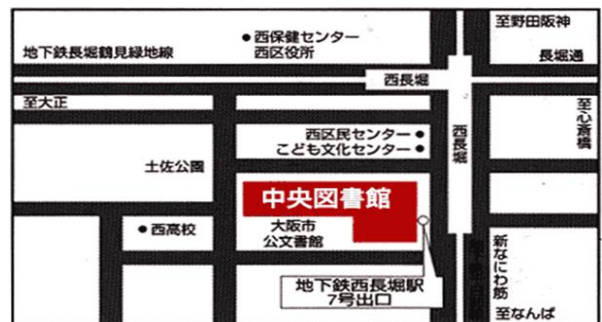 至野田阪神
●西保健センター
西区役所
地下鉄長堀鶴見緑地線
長堀通
西長堀
至大正
至心斎橋
西区民センター●
こども文化センター●
西長堀
土佐公園
中央図書館
●西高校
大阪市
公文書館
新なにわ筋
地下鉄西長堀駅
7号出口
至なんば